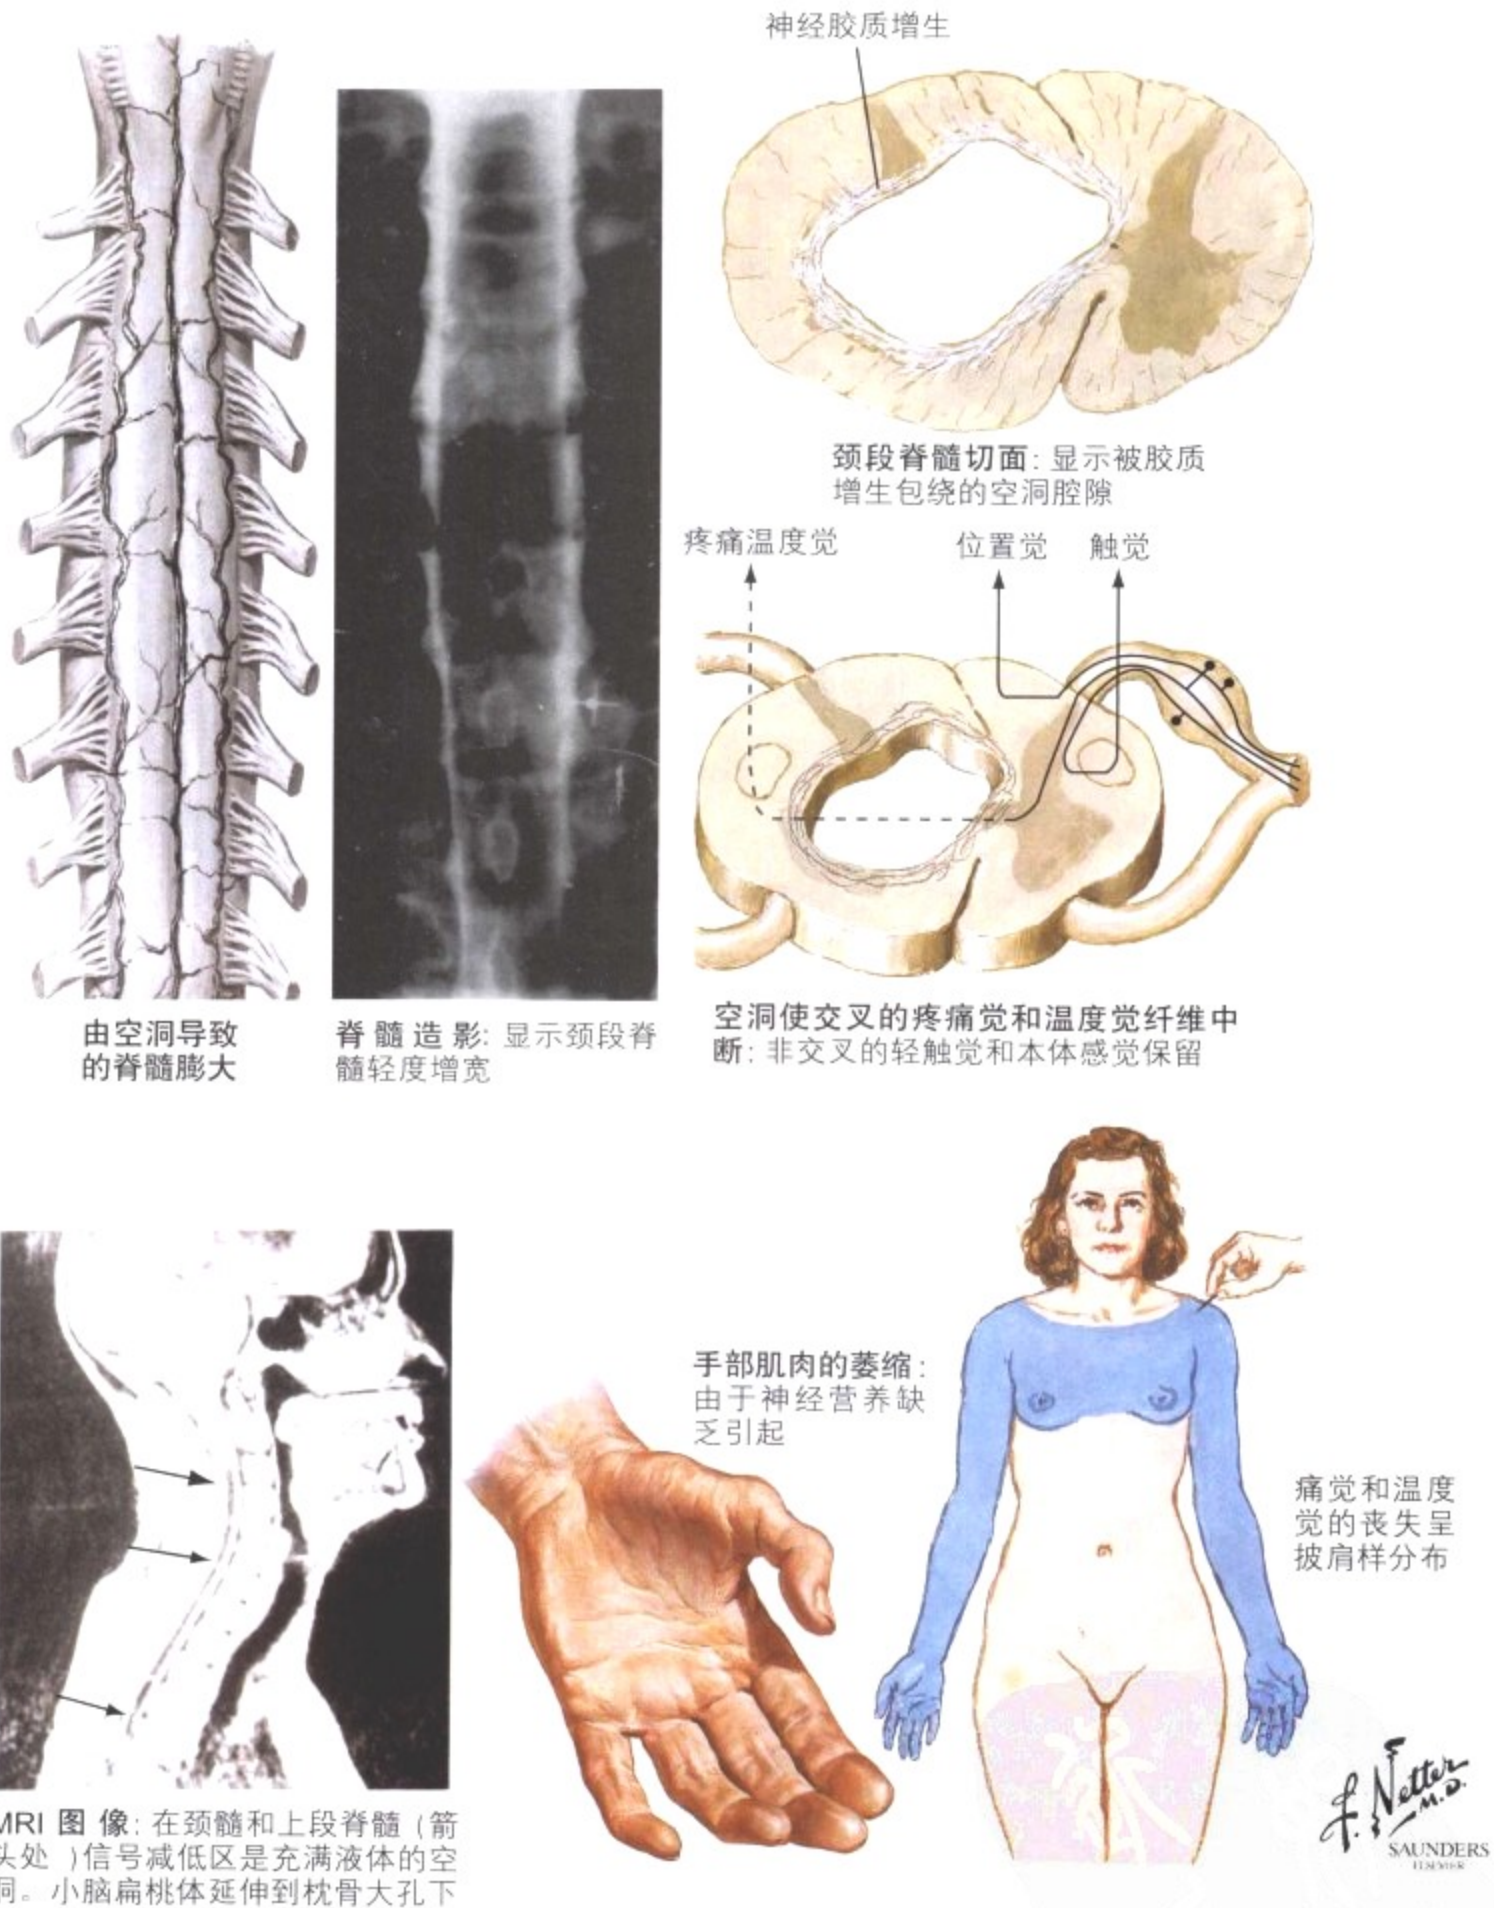 神经胶质增生
颈段脊髓切面: 显示被胶质
增生包绕的空洞腔隙
疼痛温度觉
位置觉
触觉
空洞使交叉的疼痛觉和温度觉纤维中
断: 非交叉的轻触觉和本体感觉保留
由空洞导致
的脊髓膨大
脊髓造影: 显示颈段脊
髓轻度增宽
手部肌肉的萎缩:
由于神经营养缺
乏引起
痛觉和温度
觉的丧失呈
披肩样分布
MRI 图像: 在颈髓和上段脊髓 (箭
头处 )信号减低区是充满液体的空
洞。小脑扁桃体延伸到枕骨大孔下
F. Netter
M.D.
SAUNDERS
ELSEVIER